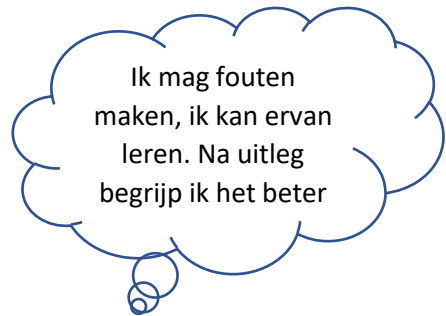 Ik mag fouten
maken, ik kan ervan
leren. Na uitleg
begrijp ik het beter